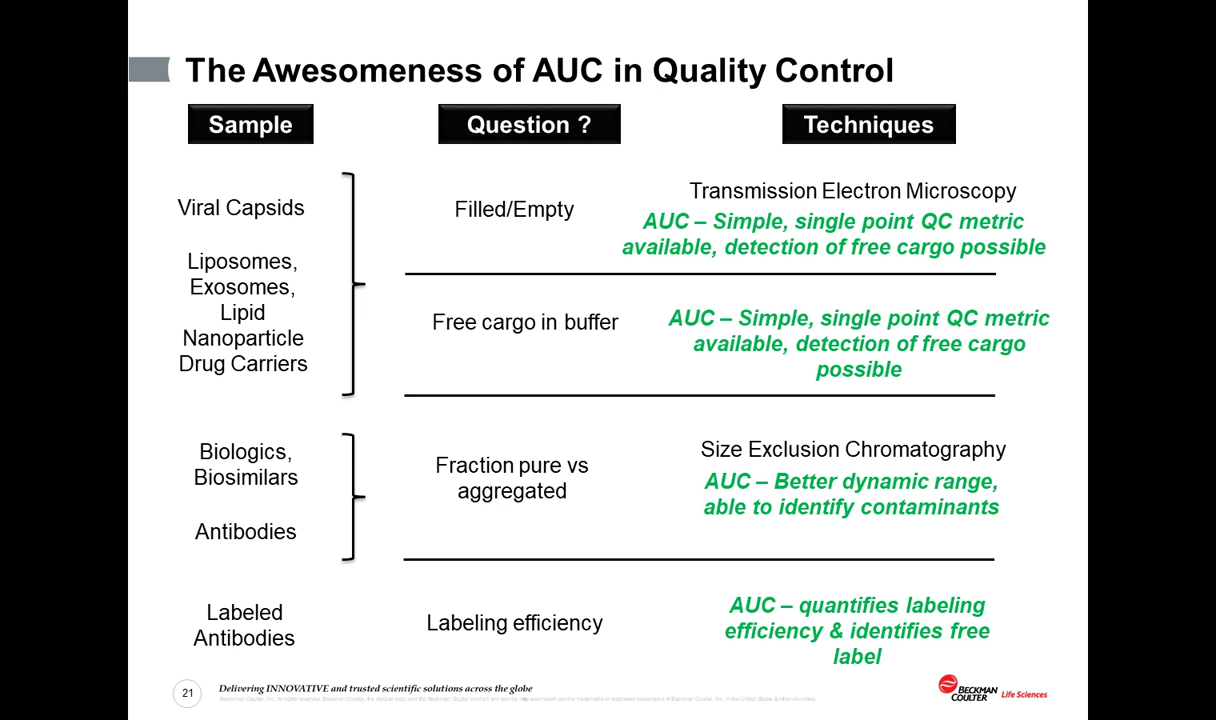 The Awesomeness of AUC in Quality Control
Sample
Question ?
Techniques
Viral Capsids
Liposomes,
Exosomes,
Lipid
Nanoparticle
Drug Carriers
Filled/Empty
Transmission Electron Microscopy
AUC – Simple, single point QC metric
available, detection of free cargo possible
Free cargo in buffer
AUC – Simple, single point QC metric
available, detection of free cargo
possible
Biologics,
Biosimilars
Antibodies
Fraction pure vs
aggregated
Size Exclusion Chromatography
AUC – Better dynamic range,
able to identify contaminants
Labeled
Antibodies
Labeling efficiency
AUC – quantifies labeling
efficiency & identifies free
label
21
Delivering INNOVATIVE and trusted scientific solutions across the globe
BECKMAN
COULTER
Life Sciences